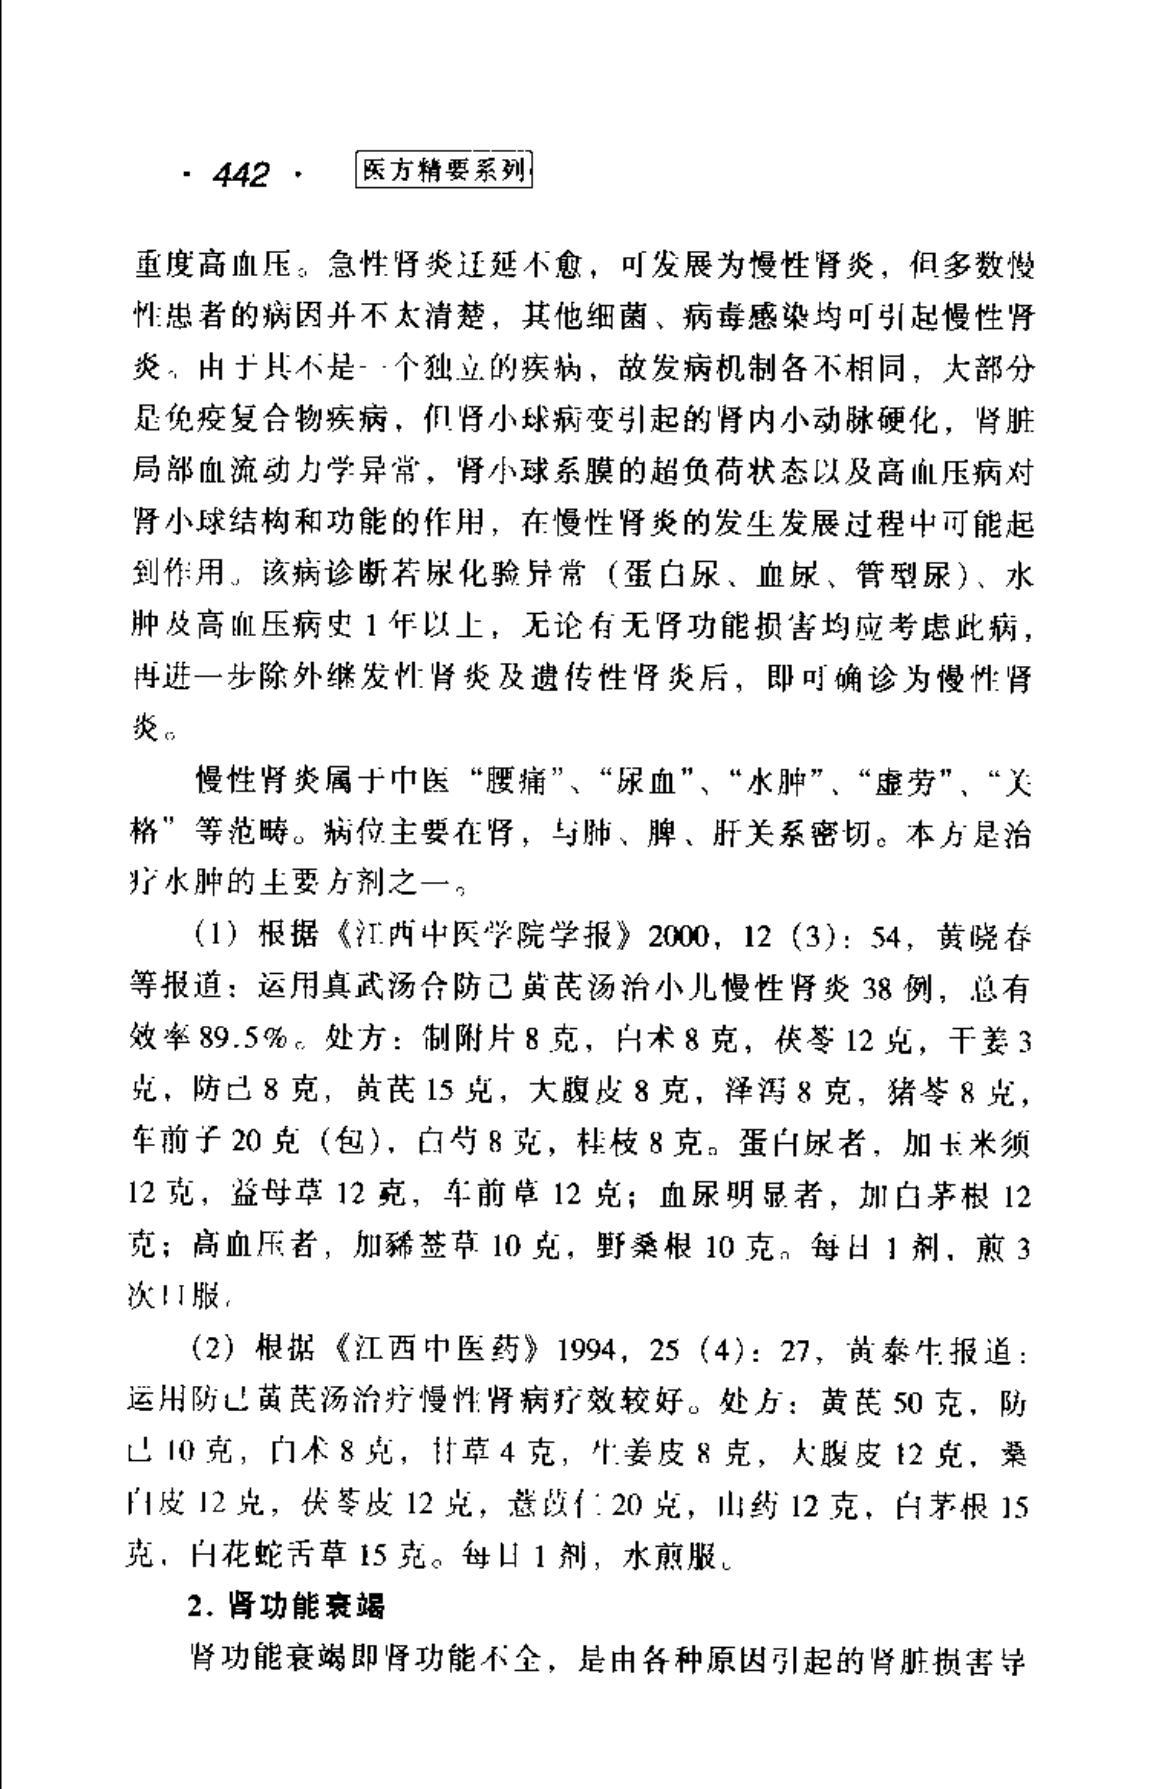 · 442 · 医方精要系列
重度高血压。急性肾炎迁延不愈，可发展为慢性肾炎，但多数慢
性患者的病因并不太清楚，其他细菌、病毒感染均可引起慢性肾
炎。由于其不是一个独立的疾病，故发病机制各不相同，大部分
是免疫复合物疾病，但肾小球病变引起的肾内小动脉硬化，肾脏
局部血流动力学异常，肾小球系膜的超负荷状态以及高血压病对
肾小球结构和功能的作用，在慢性肾炎的发生发展过程中可能起
到作用。该病诊断若尿化验异常（蛋白尿、血尿、管型尿）、水
肿及高血压病史 1 年以上，无论有无肾功能损害均应考虑此病，
再进一步除外继发性肾炎及遗传性肾炎后，即可确诊为慢性肾
炎。
慢性肾炎属于中医“腰痛”、“尿血”、“水肿”、“虚劳”、“关
格”等范畴。病位主要在肾，与肺、脾、肝关系密切。本方是治
疗水肿的主要方剂之一。
（1）根据《江西中医学院学报》2000，12（3）：54，黄晓春
等报道：运用真武汤合防己黄芪汤治小儿慢性肾炎 38 例，总有
效率 89.5%。处方：制附片 8 克，白术 8 克，茯苓 12 克，干姜 3
克，防己 8 克，黄芪 15 克，大腹皮 8 克，泽泻 8 克，猪苓 8 克，
车前子 20 克（包），白芍 8 克，桂枝 8 克。蛋白尿者，加玉米须
12 克，益母草 12 克，车前草 12 克；血尿明显者，加白茅根 12
克；高血压者，加豨莶草 10 克，野桑根 10 克。每日 1 剂，煎 3
次口服。
（2）根据《江西中医药》1994，25（4）：27，黄泰生报道：
运用防己黄芪汤治疗慢性肾病疗效较好。处方：黄芪 50 克，防
己 10 克，白术 8 克，甘草 4 克，生姜皮 8 克，大腹皮 12 克，桑
白皮 12 克，茯苓皮 12 克，薏苡仁 20 克，山药 12 克，白茅根 15
克，白花蛇舌草 15 克。每日 1 剂，水煎服。
2. 肾功能衰竭
肾功能衰竭即肾功能不全，是由各种原因引起的肾脏损害导